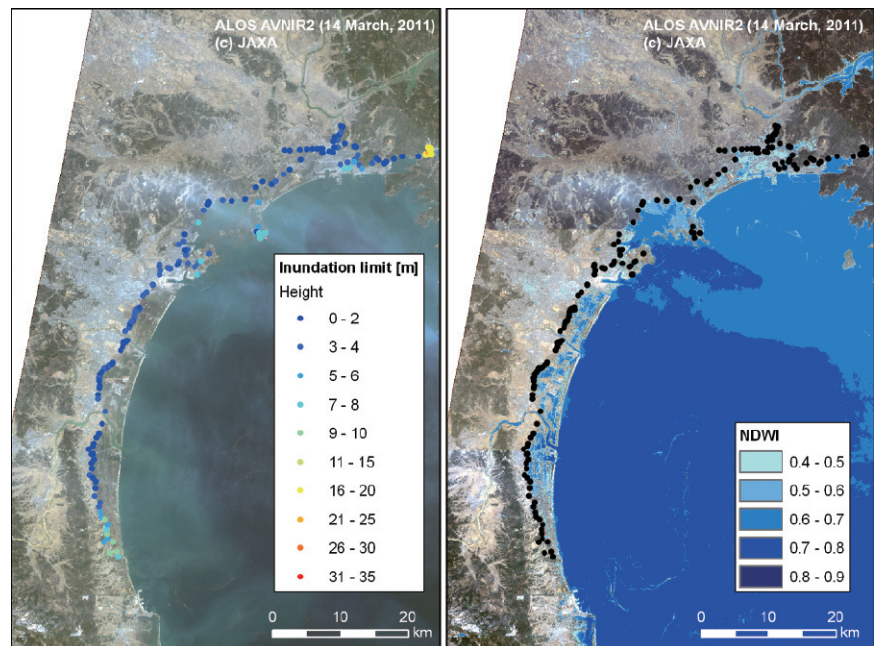 ALOS AVNIR2 (14 March, 2011)
(c) JAXA
Inundation limit [m]
Height
0 - 2
3 - 4
5 - 6
7 - 8
9 - 10
11 - 15
16 - 20
21 - 25
26 - 30
31 - 35
0 10 20
km
ALOS AVNIR2 (14 March, 2011)
(c) JAXA
NDWI
0.4 - 0.5
0.5 - 0.6
0.6 - 0.7
0.7 - 0.8
0.8 - 0.9
0 10 20
km